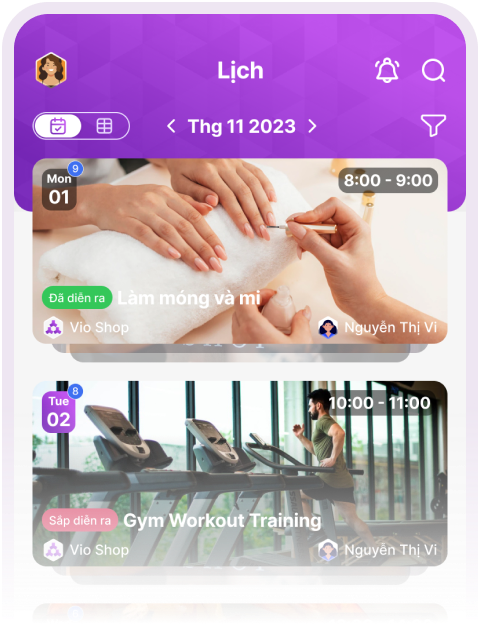 Lịch
Thg 11 2023
9
Mon
01
8:00 - 9:00
Đã diễn ra
Làm móng và mi
Vio Shop
Nguyễn Thị Vi
8
Tue
02
10:00 - 11:00
Sắp diễn ra
Gym Workout Training
Vio Shop
Nguyễn Thị Vi